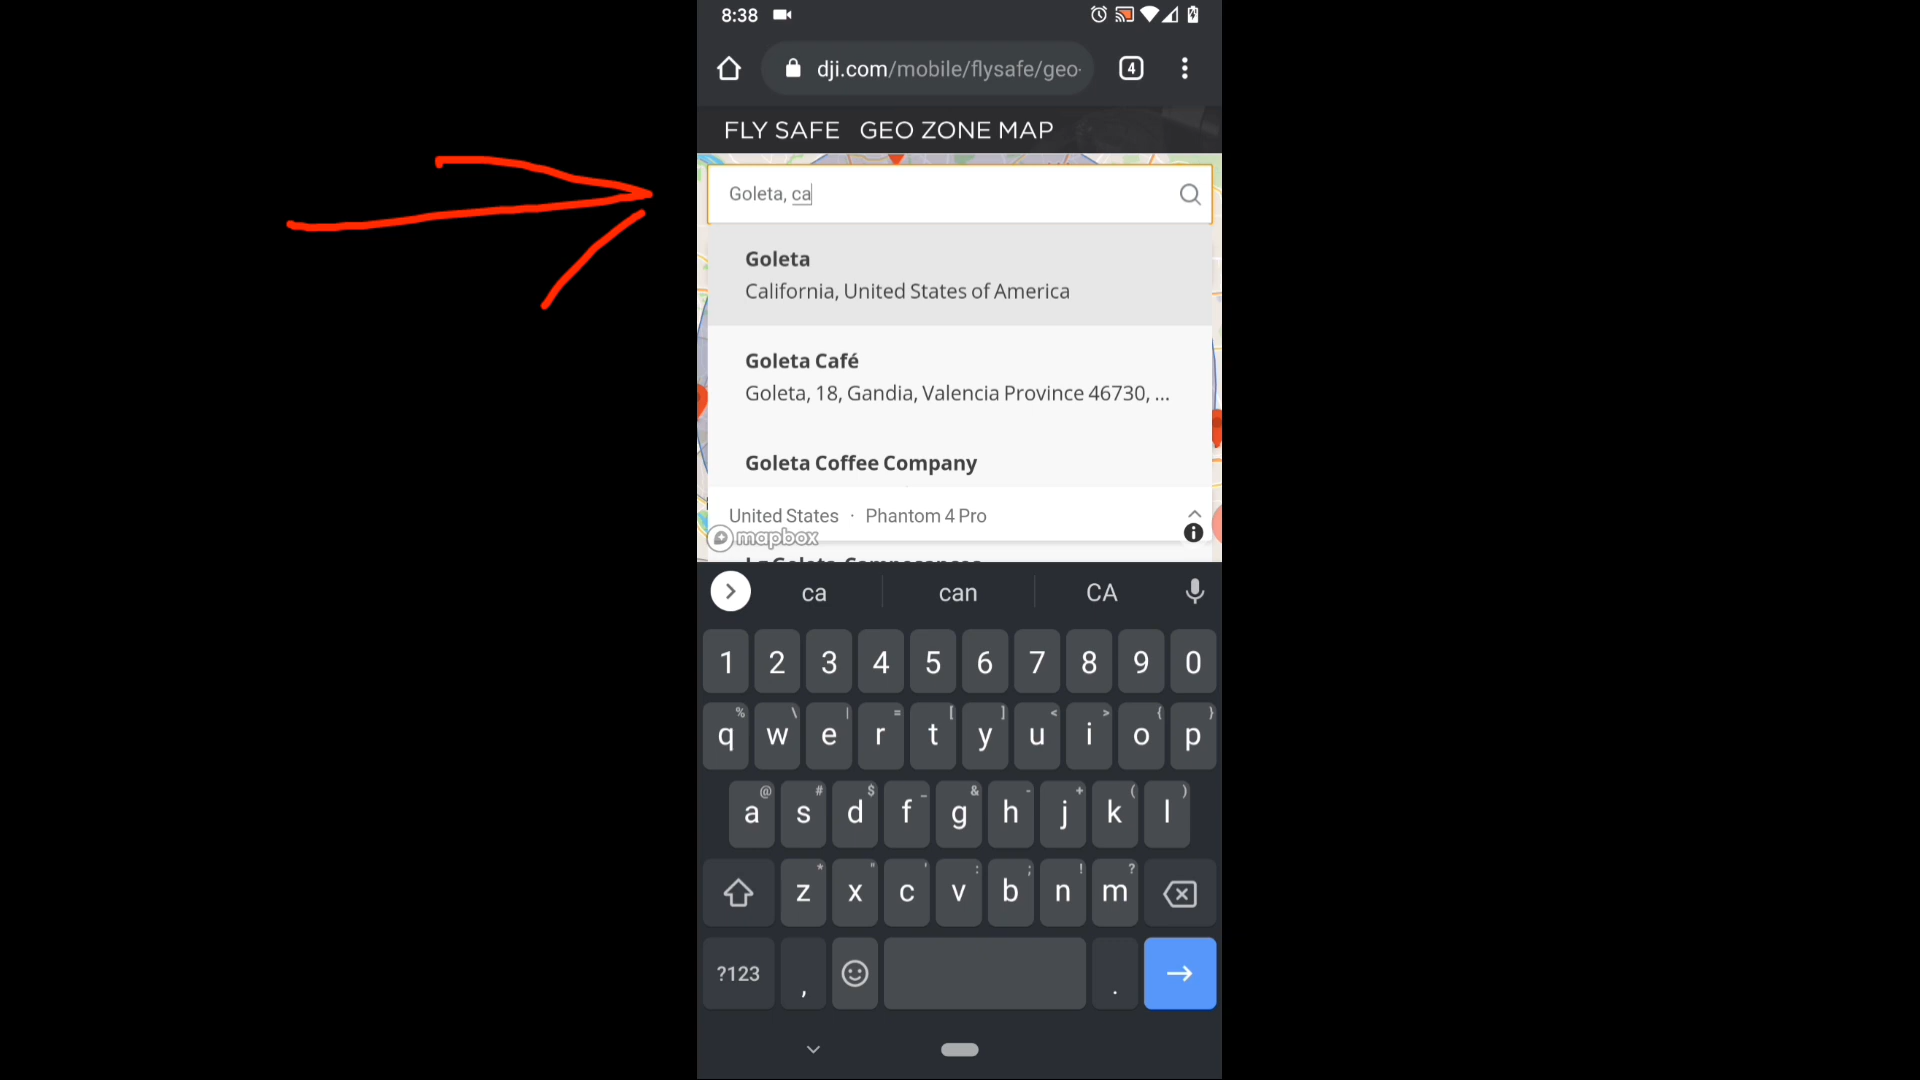 8:38
dji.com/mobile/flysafe/geo-
4
FLY SAFE GEO ZONE MAP
Goleta, ca
Goleta
California, United States of America
Goleta Café
Goleta, 18, Gandia, Valencia Province 46730, ...
Goleta Coffee Company
United States · Phantom 4 Pro
mapbox
ca can CA
1 2 3 4 5 6 7 8 9 0
% \ | = [ ] < > { }
q w e r t y u i o p
@ # $ _ & - + ( )
a s d f g h j k l
* " ' : ; ! ?
z x c v b n m
?123 , .